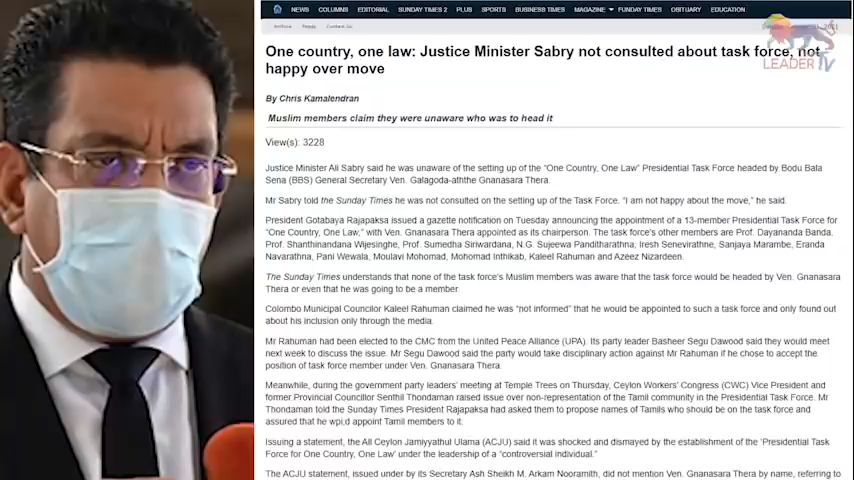 NEWS COLUMNS EDITORIAL SUNDAY TIMES 2 PLUS SPORTS BUSINESS TIMES MAGAZINE FUNDAY TIMES OBITUARY EDUCATION
One country, one law: Justice Minister Sabry not consulted about task force, not
happy over move
LEADER TV
By Chris Kamalendran
Muslim members claim they were unaware who was to head it
View(s): 3228
Justice Minister Ali Sabry said he was unaware of the setting up of the "One Country, One Law" Presidential Task Force headed by Bodu Bala
Sena (BBS) General Secretary Ven. Galagoda-aththe Gnanasara Thera.
Mr Sabry told the Sunday Times he was not consulted on the setting up of the Task Force. "I am not happy about the move," he said.
President Gotabaya Rajapaksa issued a gazette notification on Tuesday announcing the appointment of a 13-member Presidential Task Force for
"One Country, One Law," with Ven. Gnanasara Thera appointed as its chairperson. The task force's other members are Prof. Dayananda Banda,
Prof. Shanthinandana Wijesinghe, Prof. Sumedha Siriwardana, N.G. Sujeewa Panditharathna, Iresh Senevirathne, Sanjaya Marambe, Eranda
Navarathna, Pani Wewala, Moulavi Mohomad, Mohomad Inthikab, Kaleel Rahuman and Azeez Nizardeen.
The Sunday Times understands that none of the task force's Muslim members was aware that the task force would be headed by Ven. Gnanasara
Thera or even that he was going to be a member.
Colombo Municipal Councilor Kaleel Rahuman claimed he was "not informed" that he would be appointed to such a task force and only found out
about his inclusion only through the media.
Mr Rahuman had been elected to the CMC from the United Peace Alliance (UPA). Its party leader Basheer Segu Dawood said they would meet
next week to discuss the issue. Mr Segu Dawood said the party would take disciplinary action against Mr Rahuman if he chose to accept the
position of task force member under Ven. Gnanasara Thera.
Meanwhile, during the government party leaders' meeting at Temple Trees on Thursday, Ceylon Workers' Congress (CWC) Vice President and
former Provincial Councillor Senthil Thondaman raised issue over non-representation of the Tamil community in the Presidential Task Force. Mr
Thondaman told the Sunday Times President Rajapaksa had asked them to propose names of Tamils who should be on the task force and
assured that he wpi,d appoint Tamil members to it.
Issuing a statement, the All Ceylon Jamiyyathul Ulama (ACJU) said it was shocked and dismayed by the establishment of the 'Presidential Task
Force for One Country, One Law' under the leadership of a "controversial individual."
The ACJU statement, issued under by its Secretary Ash Sheikh M. Arkam Nooramith, did not mention Ven. Gnanasara Thera by name, referring to